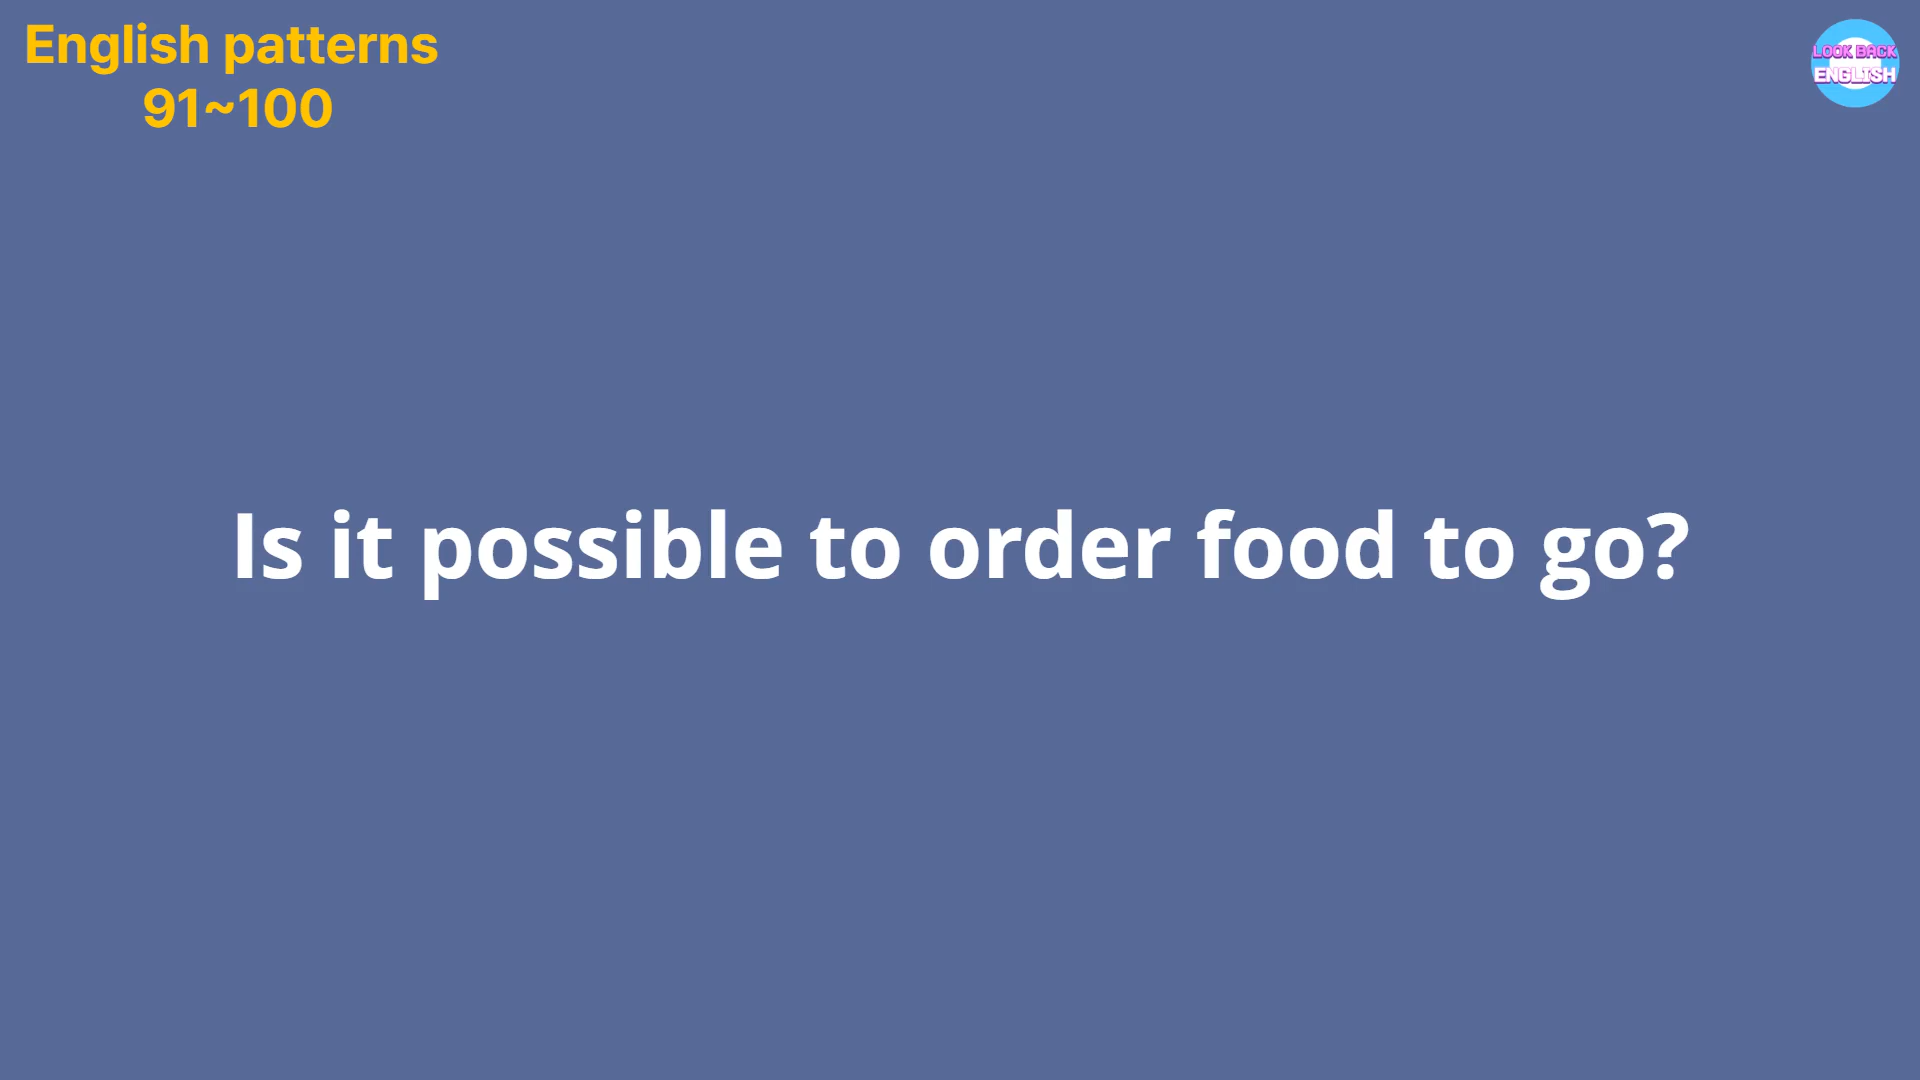 English patterns
91~100
LOOK BACK
ENGLISH
Is it possible to order food to go?